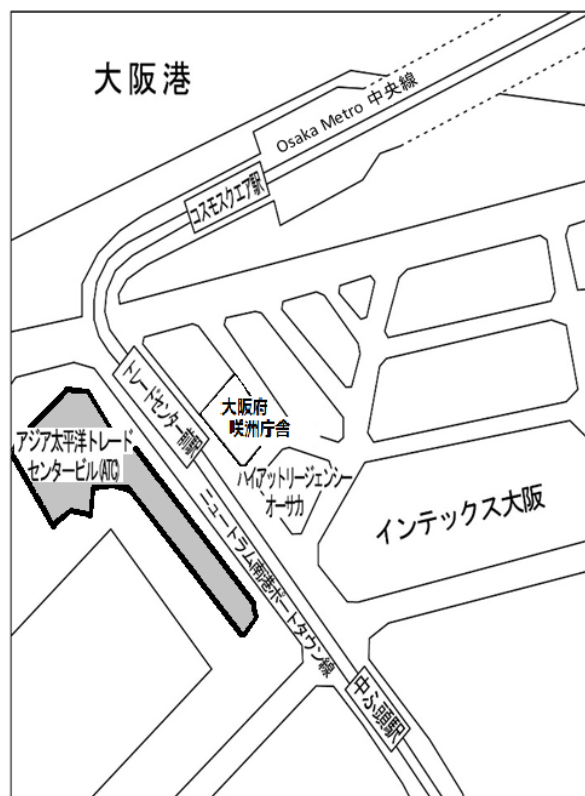 大阪港
Osaka Metro 中央線
コスモスクエア駅
トレードセンター前駅
大阪府
咲洲庁舎
アジア太平洋トレード
センタービル(ATC)
ハイアットリージェンシー
オーサカ
インテックス大阪
ニュートラム南港ポートタウン線
中ふ頭駅